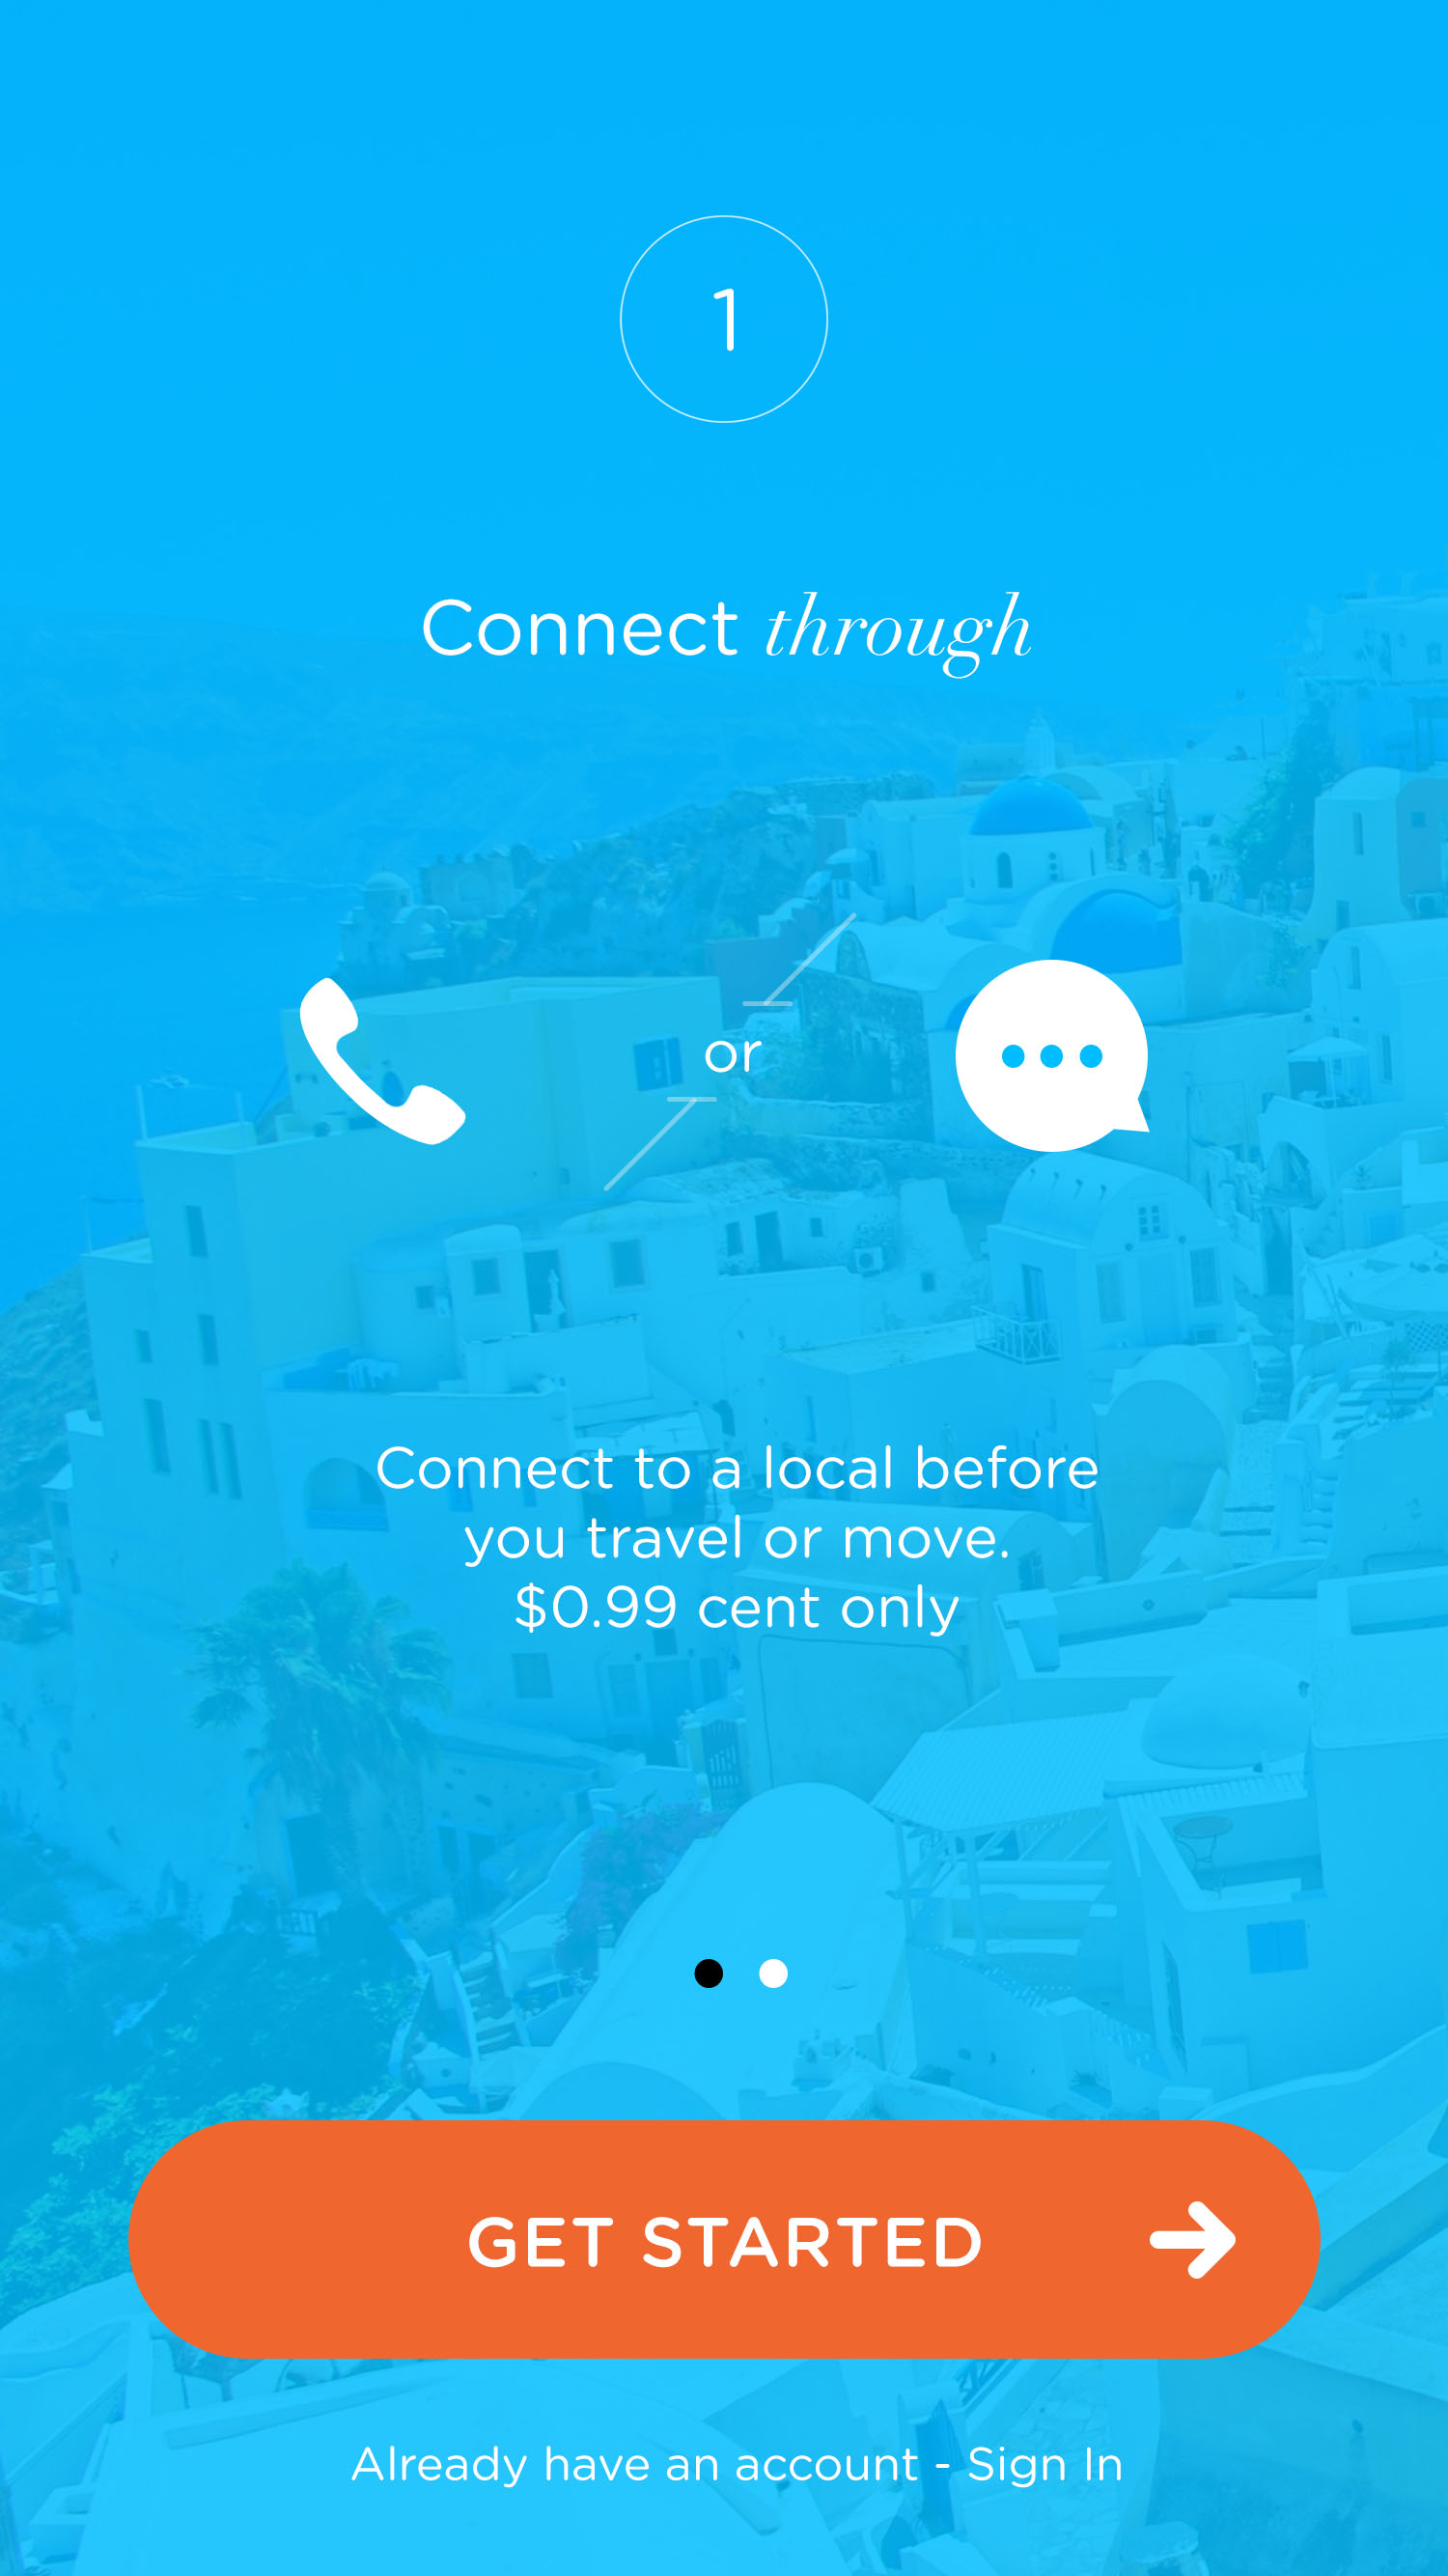 1
Connect through
or
Connect to a local before
you travel or move.
$0.99 cent only
GET STARTED
Already have an account - Sign In